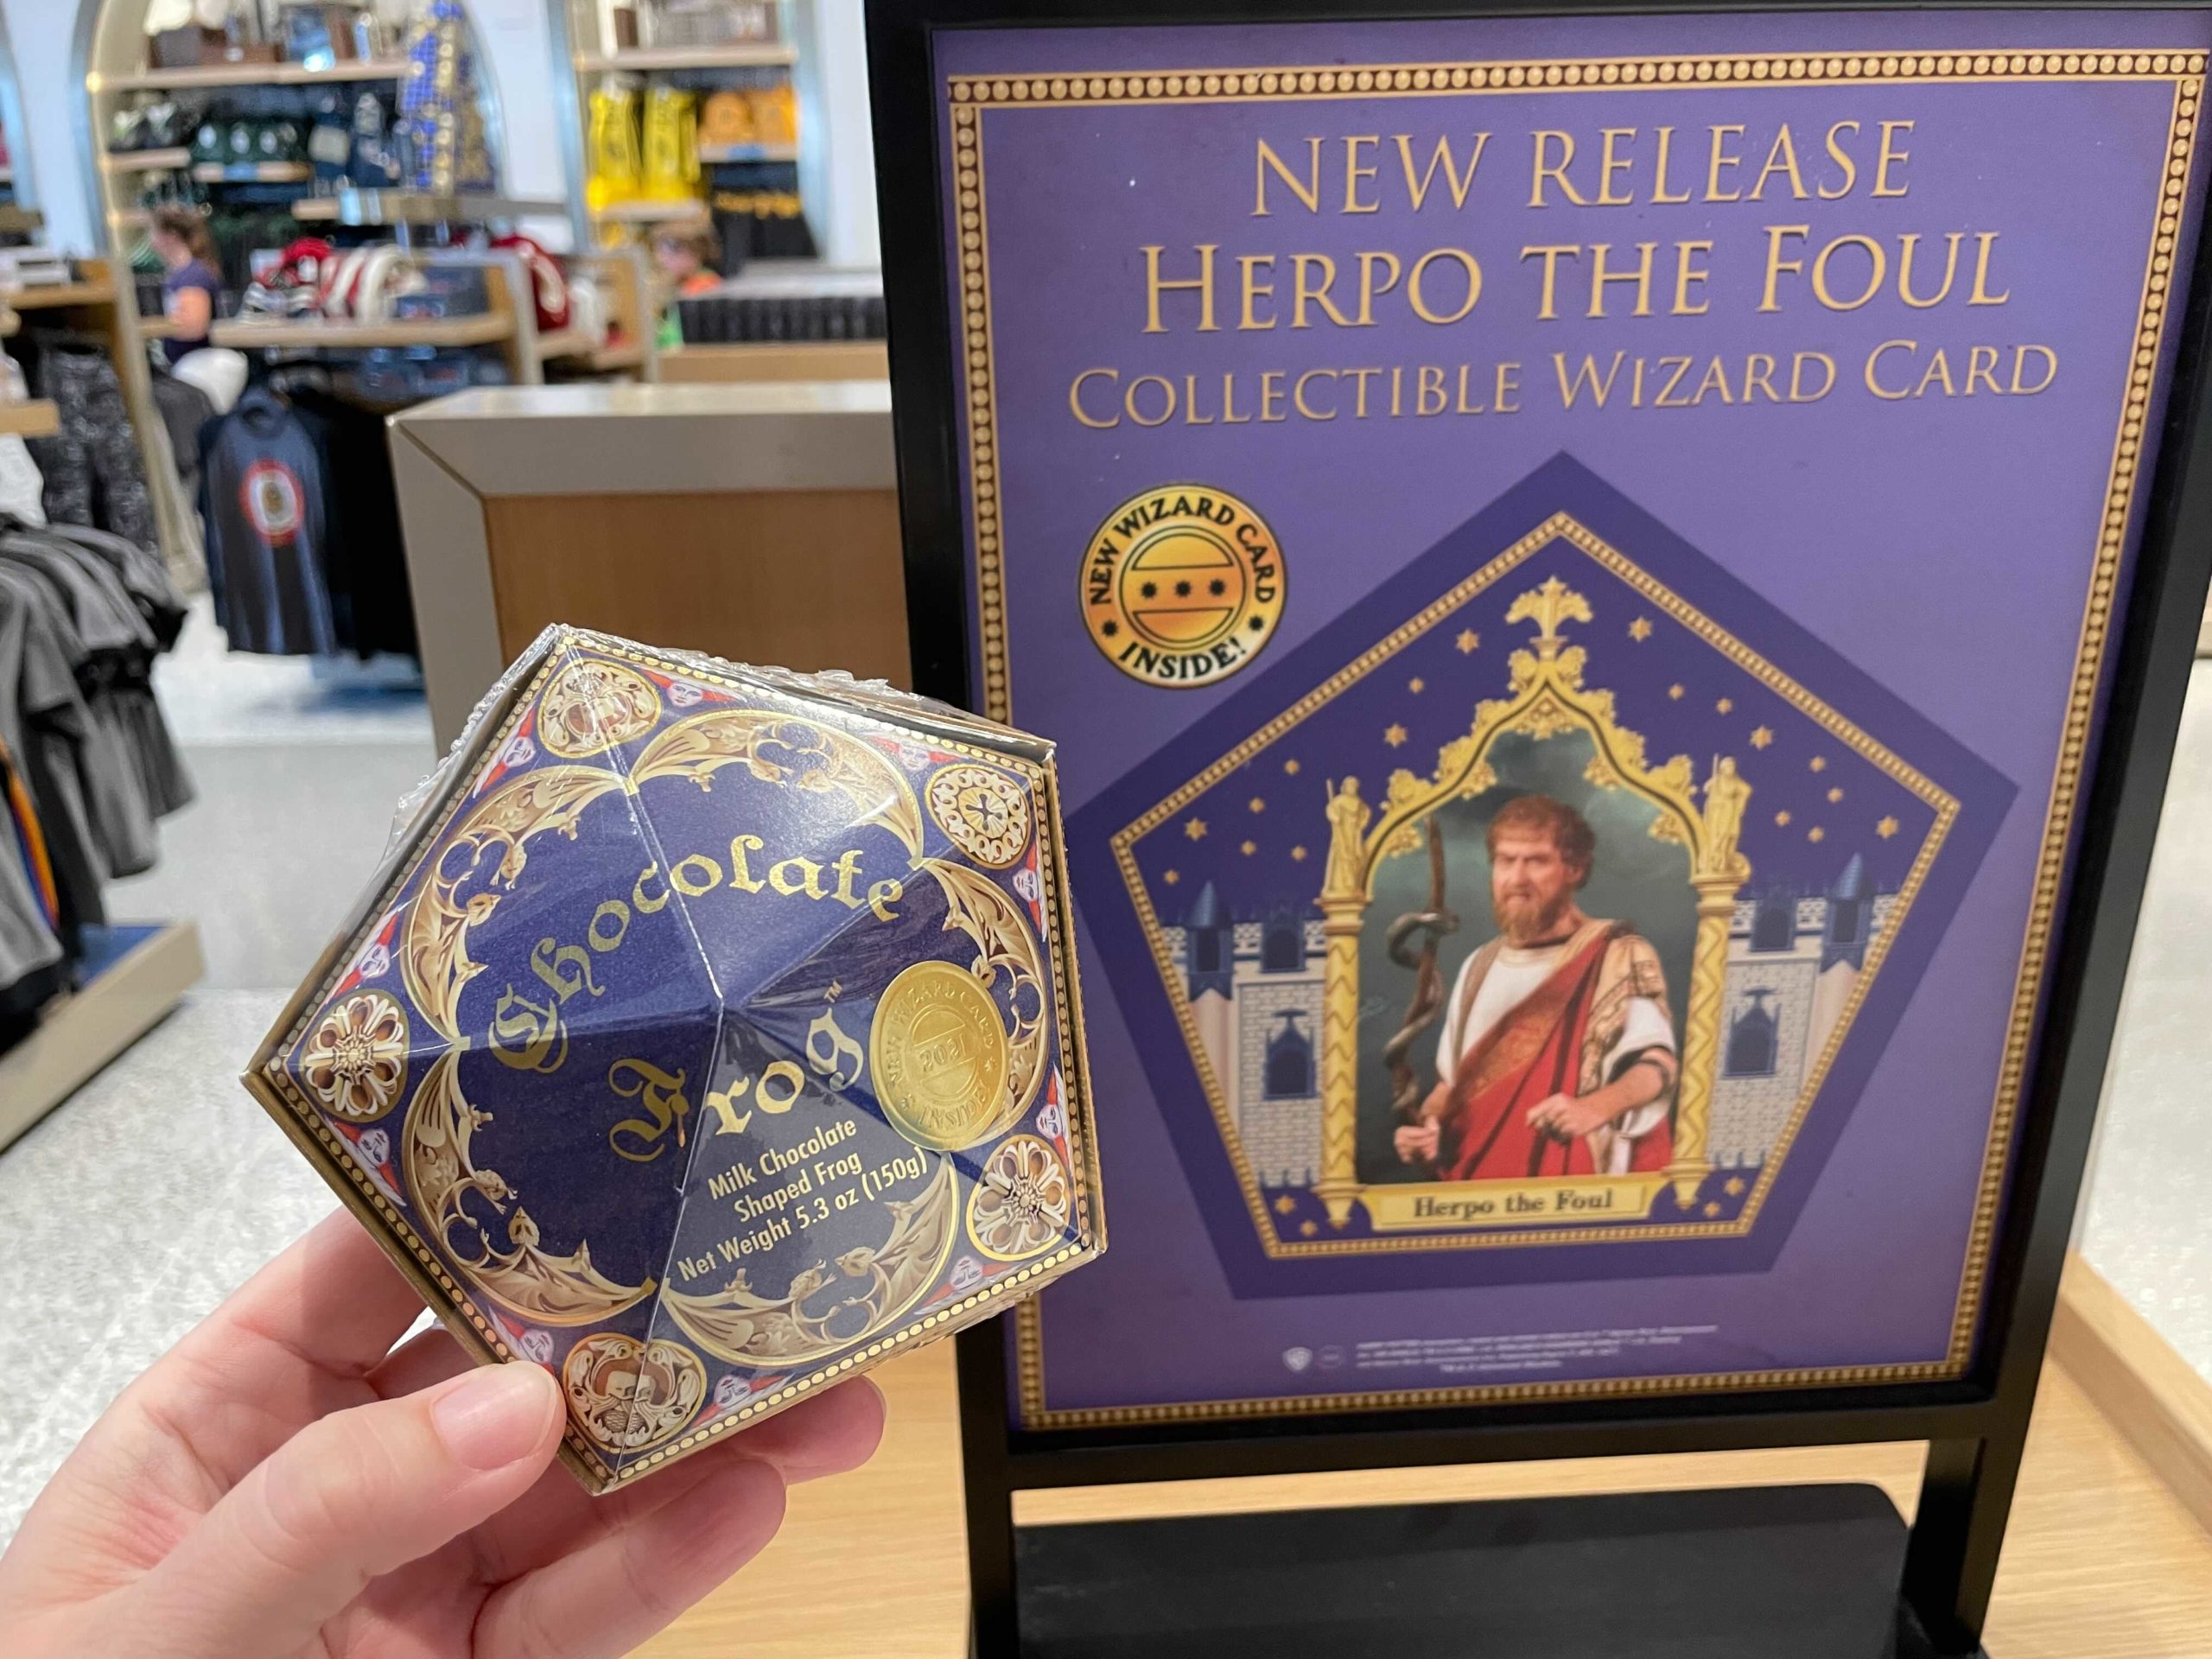 NEW RELEASE
HERPO THE FOUL
COLLECTIBLE WIZARD CARD
NEW WIZARD CARD
INSIDE!
Herpo the Foul
Chocolate
Frog™
NEW WIZARD CARD
2021
INSIDE
Milk Chocolate
Shaped Frog
Net Weight 5.3 oz (150g)